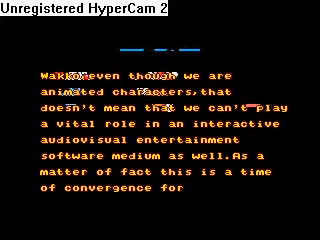 Unregistered HyperCam 2
Wakko,even though we are
animated characters,that
doesn't mean that we can't play
a vital role in an interactive
audiovisual entertainment
software medium as well.As a
matter of fact this is a time
of convergence for